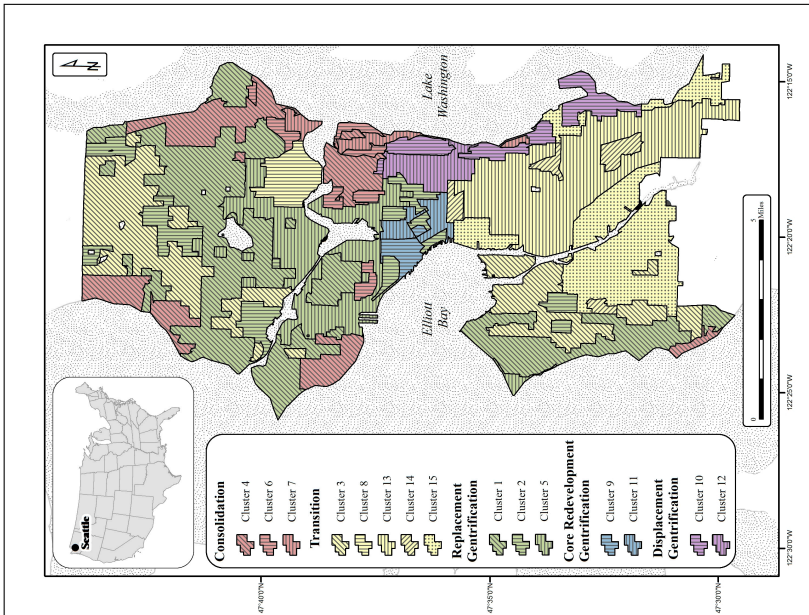 N
Seattle
Lake
Washington
Elliott
Bay
Consolidation
Cluster 4
Cluster 6
Cluster 7
Transition
Cluster 3
Cluster 8
Cluster 13
Cluster 14
Cluster 15
Replacement
Gentrification
Cluster 1
Cluster 2
Cluster 5
Core Redevelopment
Gentrification
Cluster 9
Cluster 11
Displacement
Gentrification
Cluster 10
Cluster 12
0 5
Miles
47°40'0"N
47°35'0"N
47°30'0"N
122°30'0"W
122°25'0"W
122°20'0"W
122°15'0"W